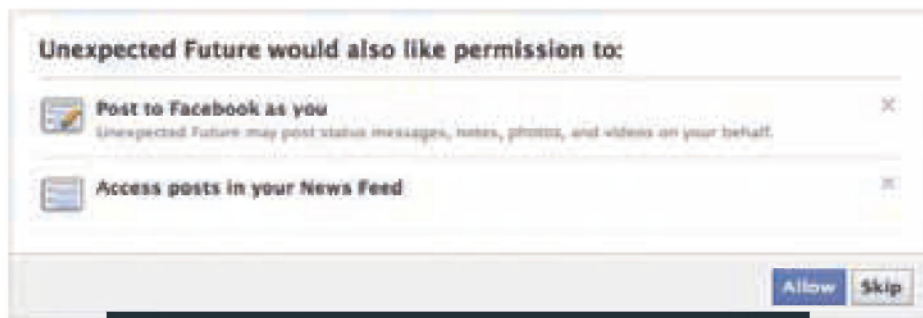 Unexpected Future would also like permission to:
Post to Facebook as you
Unexpected Future may post status messages, notes, photos, and videos on your behalf.
Access posts in your News Feed
Allow Skip